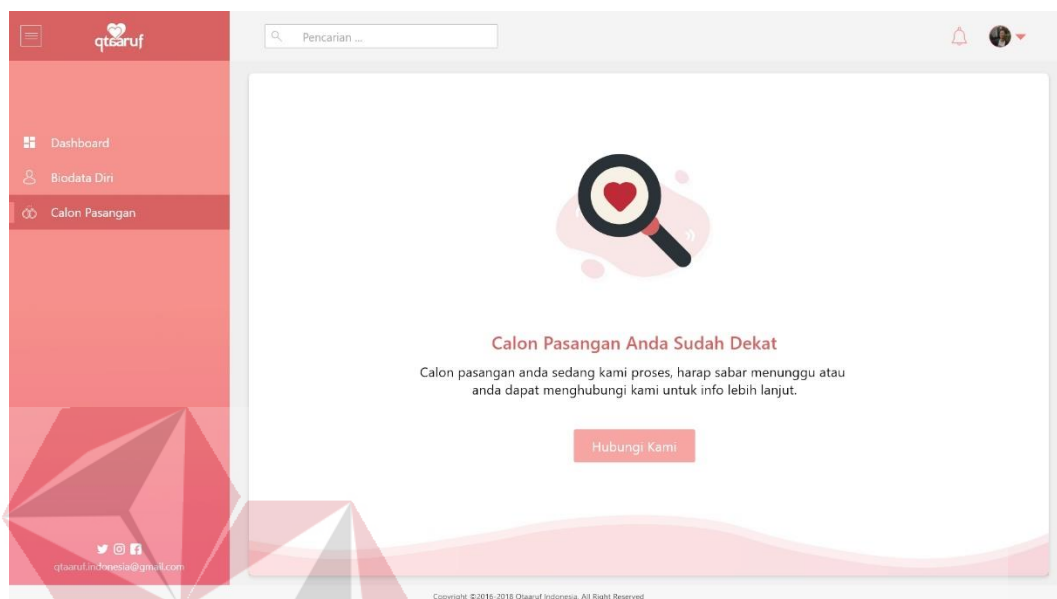 qtaaruf
Pencarian ...
Dashboard
Biodata Diri
Calon Pasangan
Calon Pasangan Anda Sudah Dekat
Calon pasangan anda sedang kami proses, harap sabar menunggu atau
anda dapat menghubungi kami untuk info lebih lanjut.
Hubungi Kami
qtaaruf.indonesia@gmail.com
Copyright ©2016-2018 Qtaaruf Indonesia. All Right Reserved